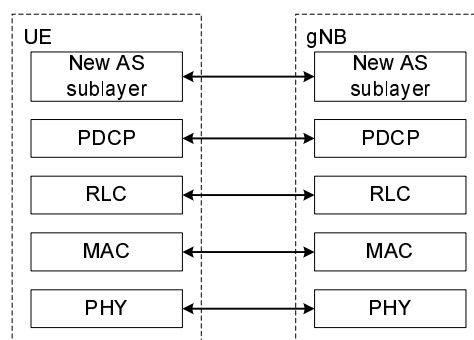 UE
gNB
New AS
sublayer
New AS
sublayer
PDCP
PDCP
RLC
RLC
MAC
MAC
PHY
PHY